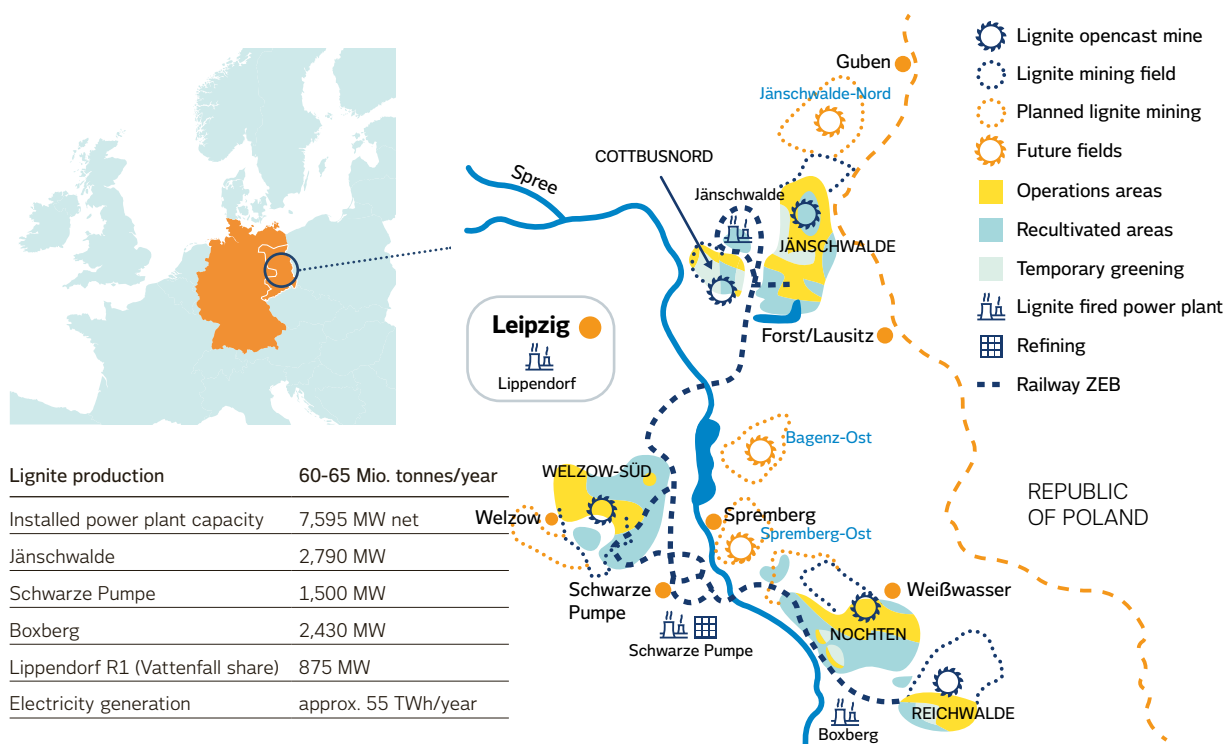 Guben
Jänschwalde-Nord
COTTBUSNORD
Spree
Jänschwalde
JÄNSCHWALDE
Leipzig
Lippendorf
Forst/Lausitz
Bagenz-Ost
WELZOW-SÜD
Welzow
Spremberg
Spremberg-Ost
REPUBLIC
OF POLAND
Schwarze
Pumpe
Weißwasser
NOCHTEN
Schwarze Pumpe
REICHWALDE
Boxberg
Lignite opencast mine
Lignite mining field
Planned lignite mining
Future fields
Operations areas
Recultivated areas
Temporary greening
Lignite fired power plant
Refining
Railway ZEB
Lignite production 60-65 Mio. tonnes/year
Installed power plant capacity 7,595 MW net
Jänschwalde 2,790 MW
Schwarze Pumpe 1,500 MW
Boxberg 2,430 MW
Lippendorf R1 (Vattenfall share) 875 MW
Electricity generation approx. 55 TWh/year